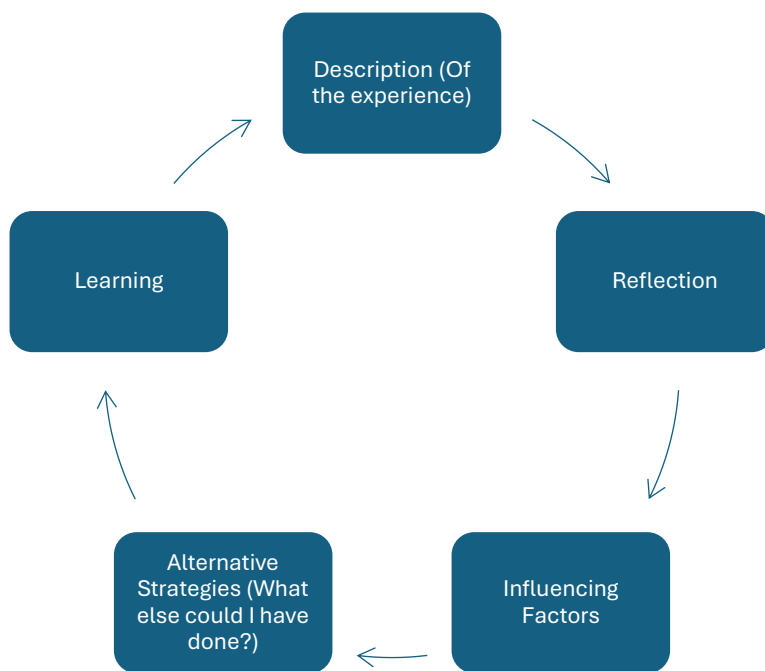 Description (Of
the experience)
Reflection
Influencing
Factors
Alternative
Strategies (What
else could I have
done?)
Learning